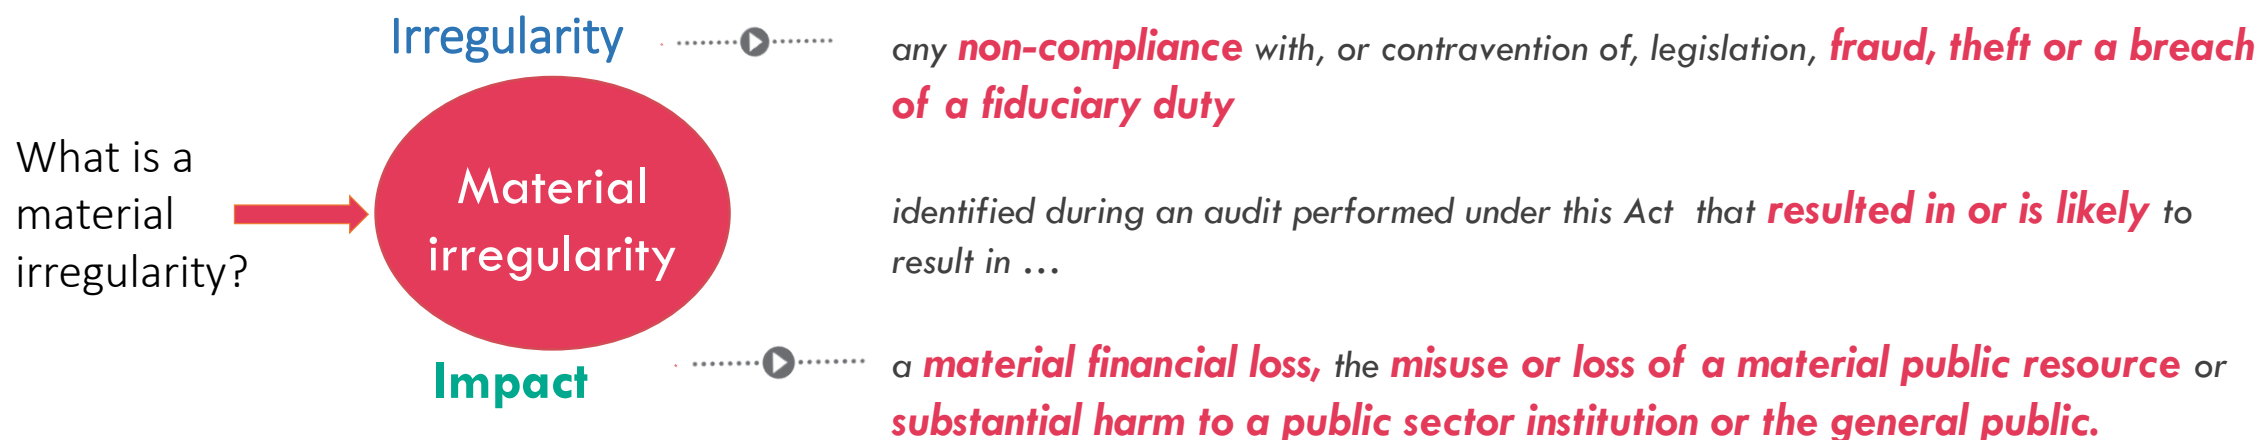 What is a
material
irregularity?
Irregularity
Material
irregularity
Impact
any non-compliance with, or contravention of, legislation, fraud, theft or a breach
of a fiduciary duty
identified during an audit performed under this Act that resulted in or is likely to
result in ...
a material financial loss, the misuse or loss of a material public resource or
substantial harm to a public sector institution or the general public.